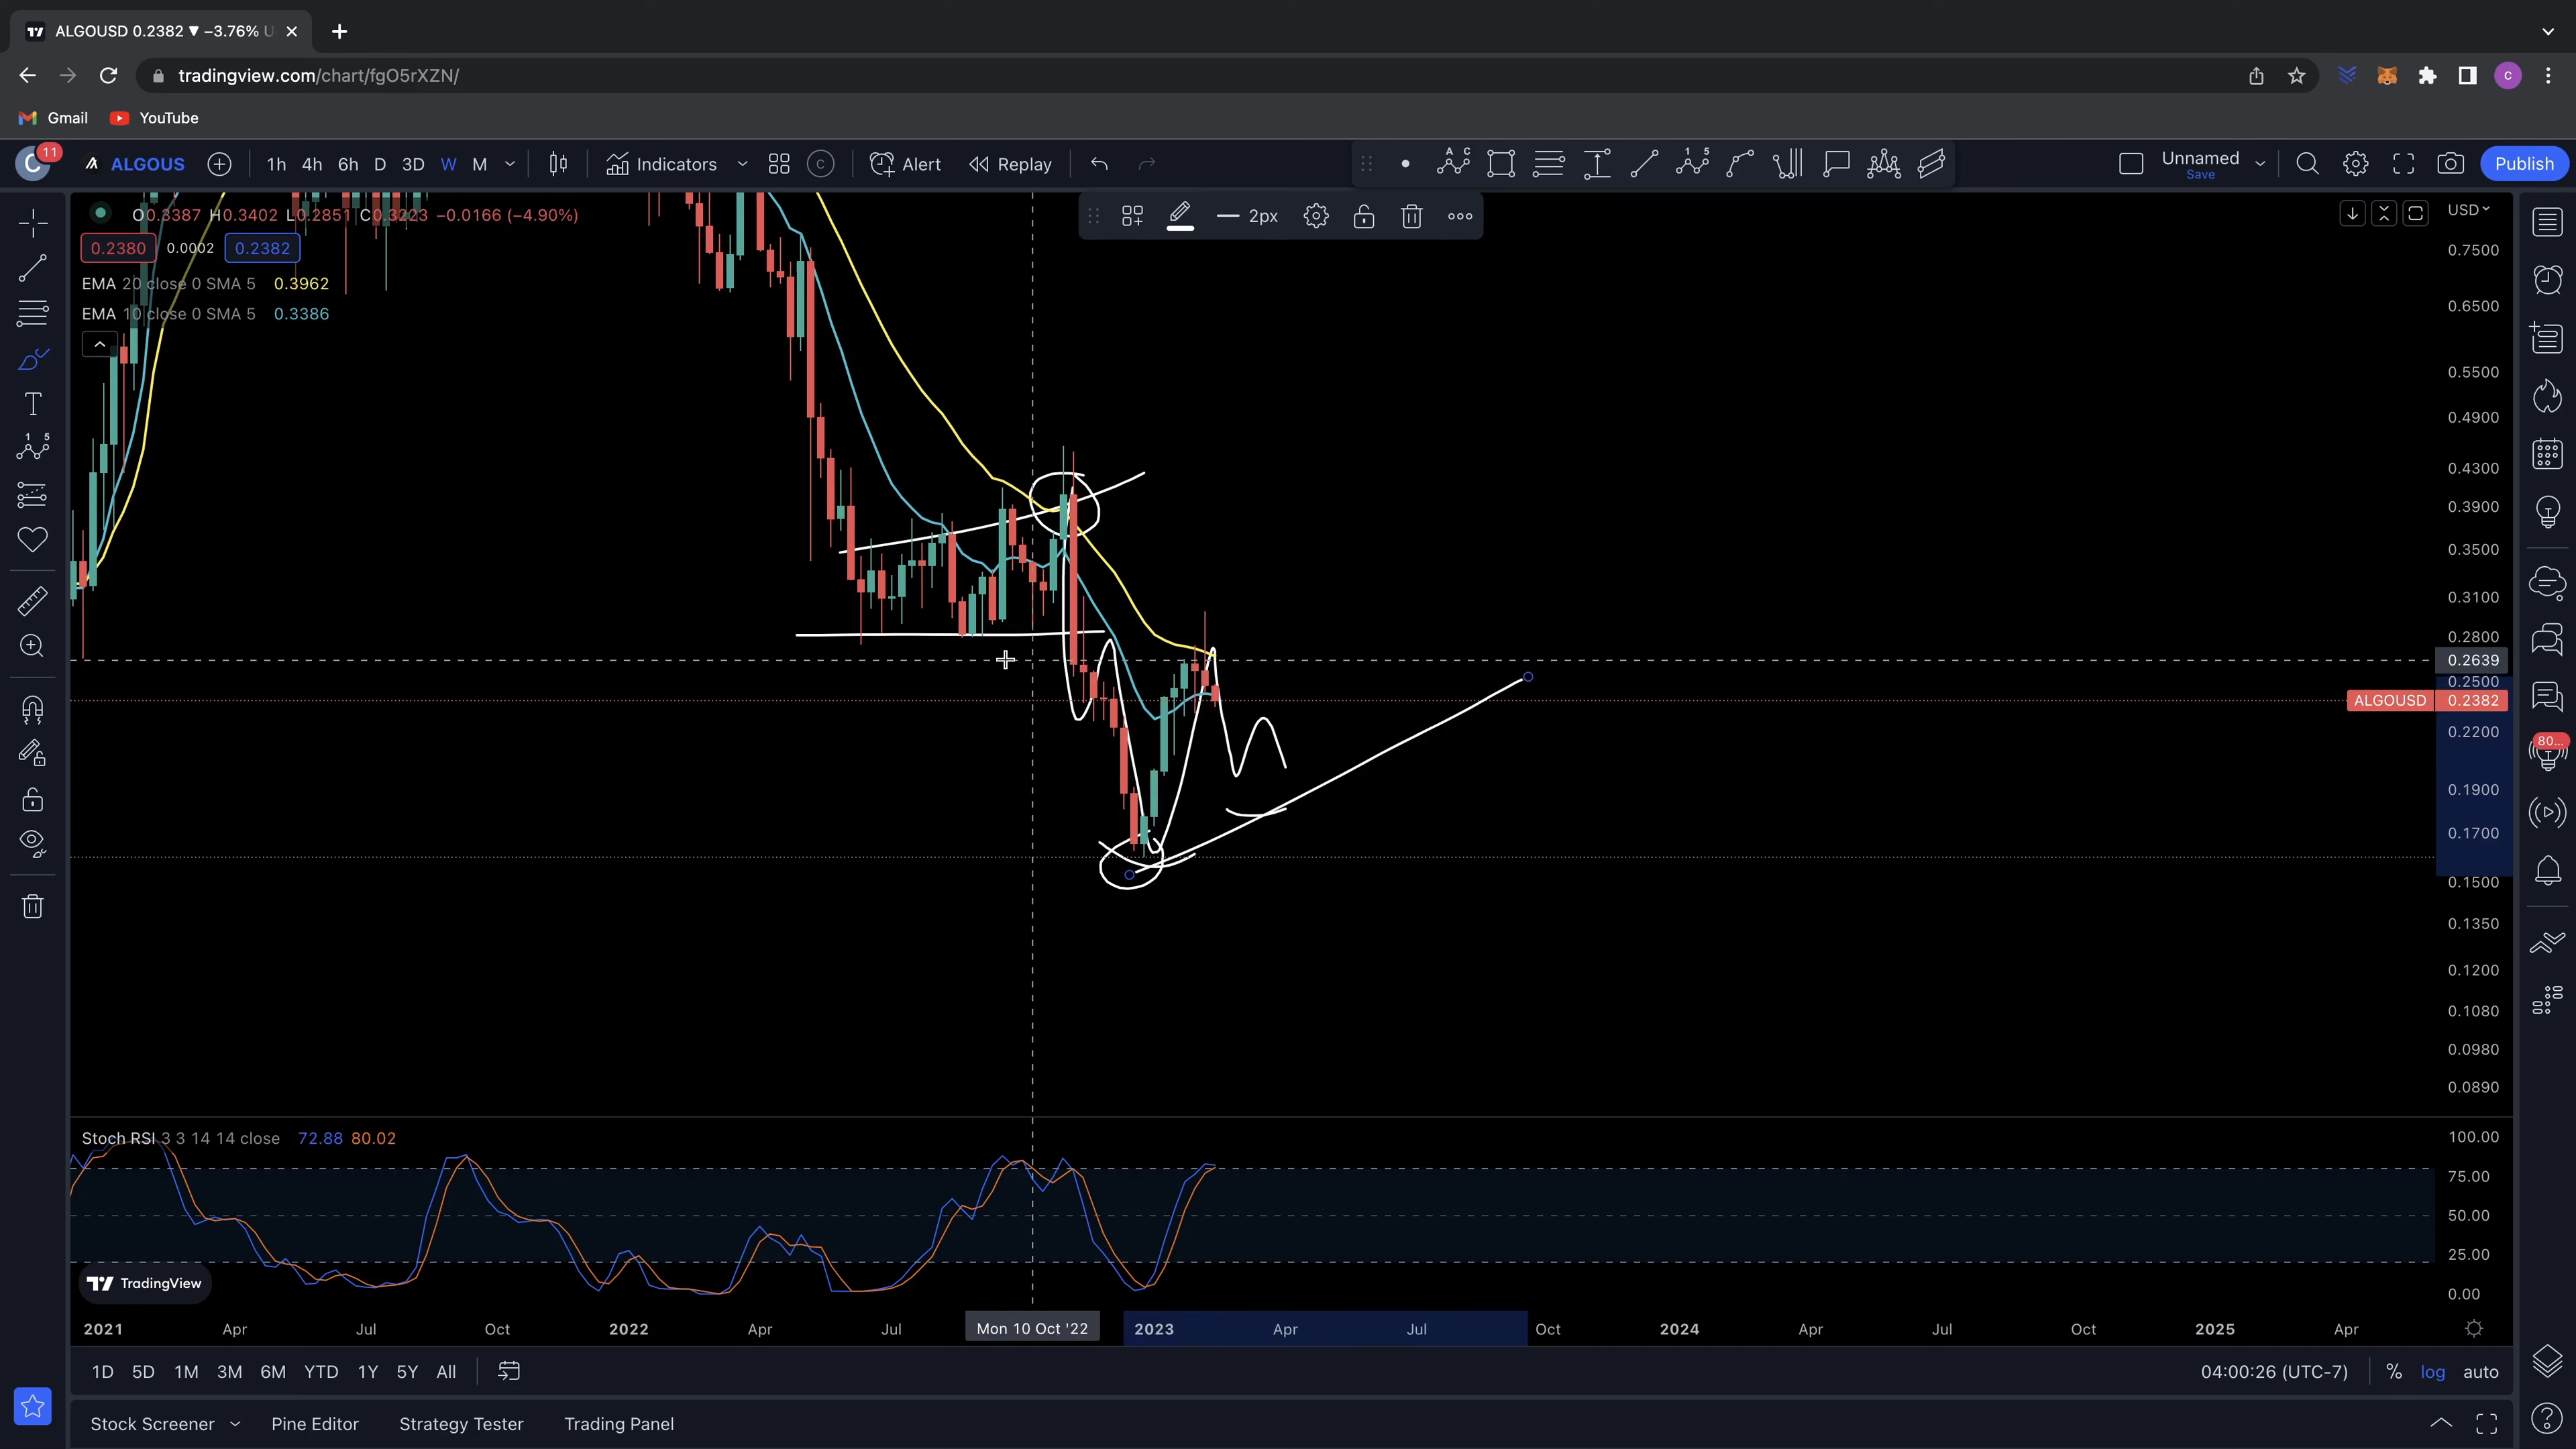 ALGOUSD 0.2382 ▼ −3.76% U
tradingview.com/chart/fgO5rXZN/
Gmail YouTube
C 11 ALGOUS 1h 4h 6h D 3D W M Indicators C Alert Replay Unnamed Save Publish
O0.3387 H0.3402 L0.2851 C0.3223 −0.0166 (−4.90%)
2px
USD
0.2380 0.0002 0.2382
EMA 20 close 0 SMA 5 0.3962
EMA 10 close 0 SMA 5 0.3386
0.7500
0.6500
0.5500
0.4900
0.4300
0.3900
0.3500
0.3100
0.2800
0.2639
0.2500
ALGOUSD 0.2382
0.2200
0.1900
0.1700
0.1500
0.1350
0.1200
0.1080
0.0980
0.0890
80...
Stoch RSI 3 3 14 14 close 72.88 80.02
100.00
75.00
50.00
25.00
0.00
TradingView
2021 Apr Jul Oct 2022 Apr Jul Mon 10 Oct '22 2023 Apr Jul Oct 2024 Apr Jul Oct 2025 Apr
1D 5D 1M 3M 6M YTD 1Y 5Y All 04:00:26 (UTC-7) % log auto
Stock Screener Pine Editor Strategy Tester Trading Panel